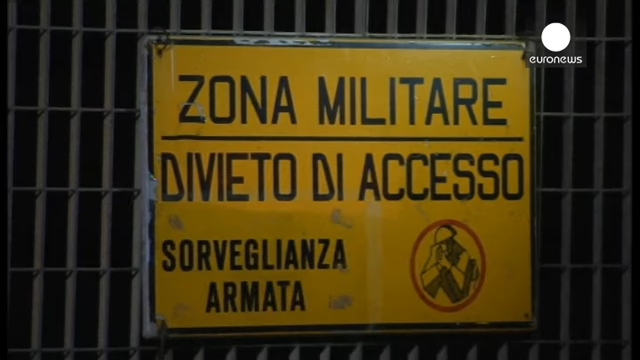 euronews
ZONA MILITARE
DIVIETO DI ACCESSO
SORVEGLIANZA
ARMATA